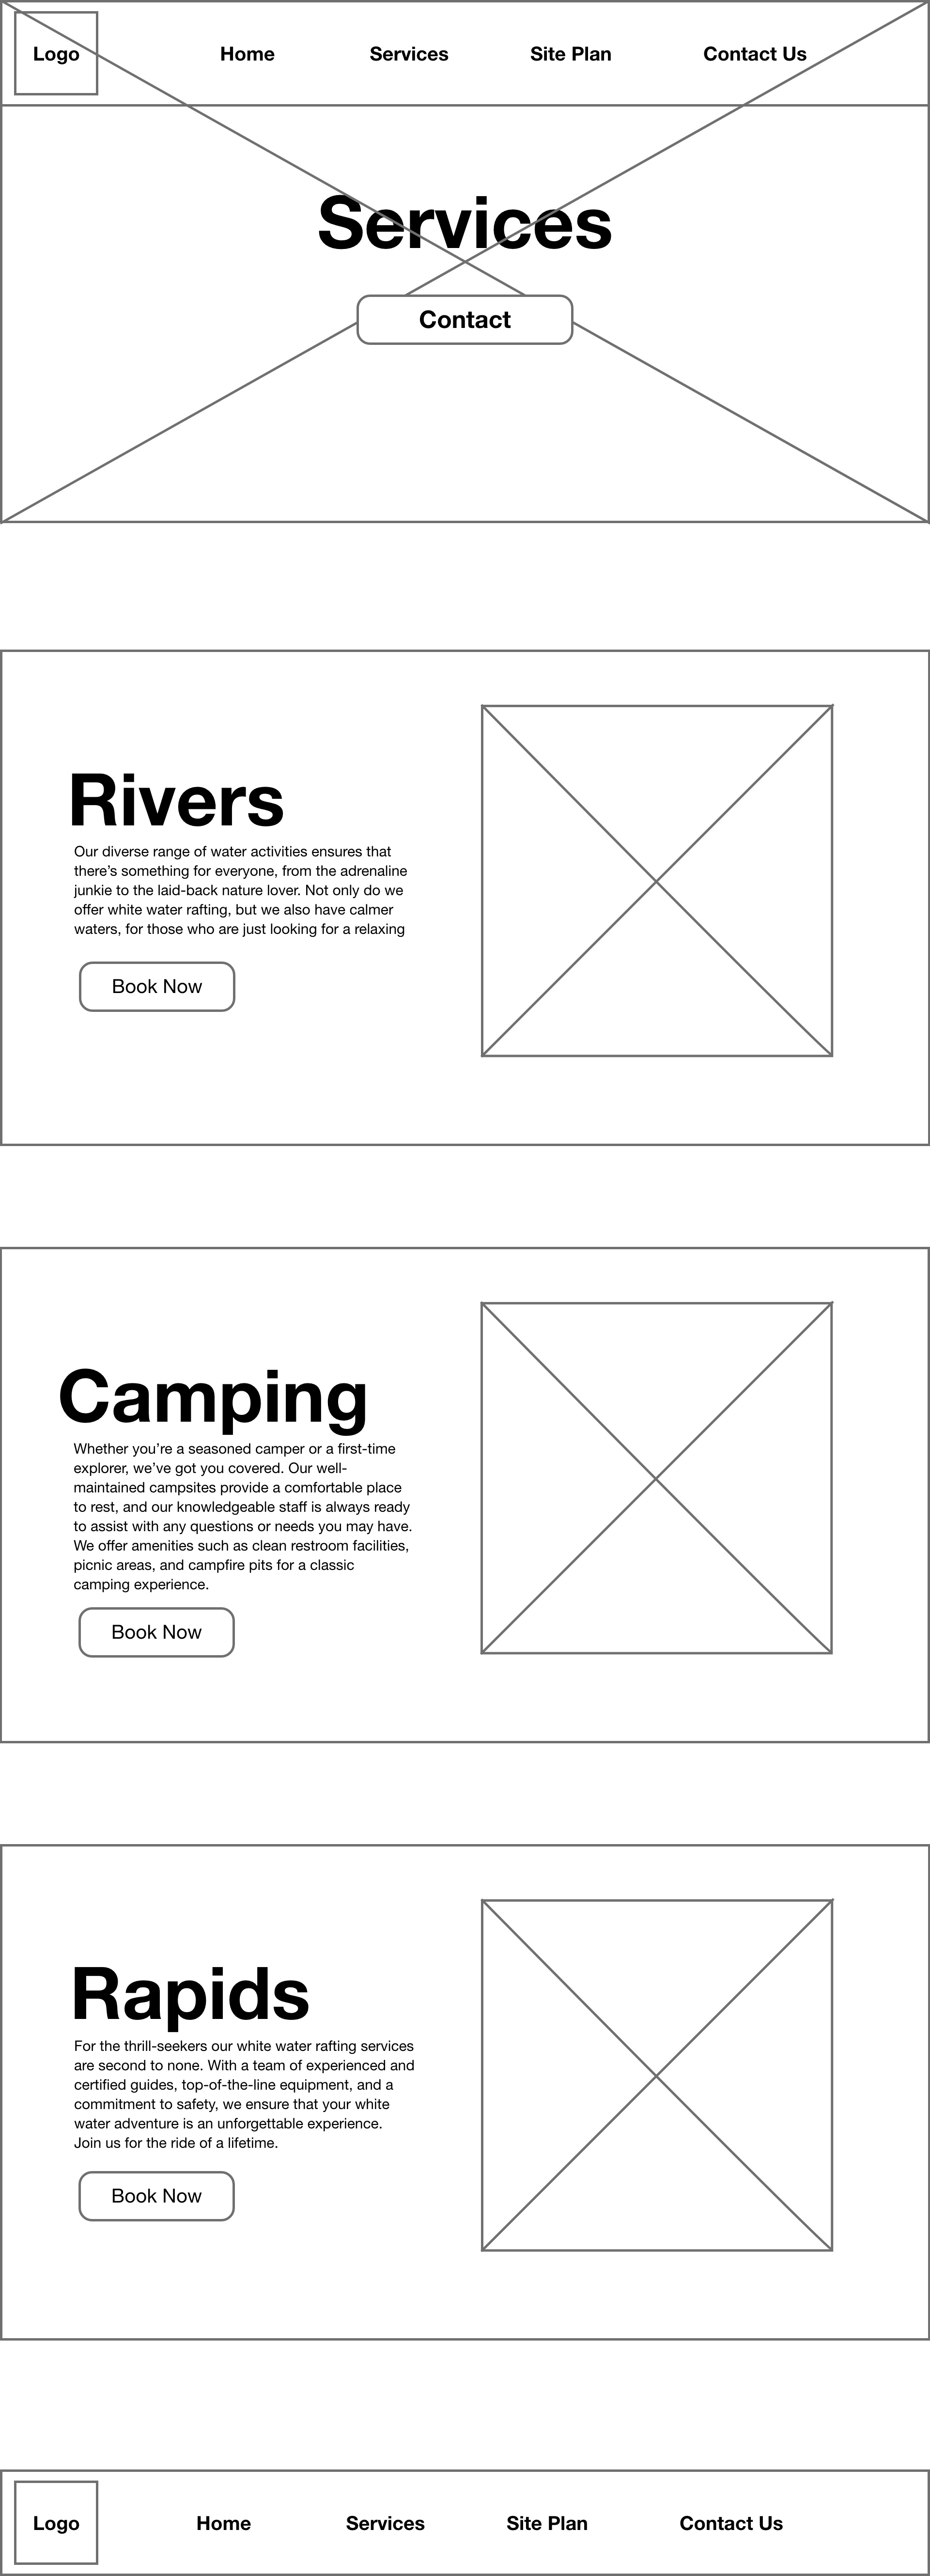 Logo Home Services Site Plan Contact Us
Services
Contact
Rivers
Our diverse range of water activities ensures that
there’s something for everyone, from the adrenaline
junkie to the laid-back nature lover. Not only do we
offer white water rafting, but we also have calmer
waters, for those who are just looking for a relaxing
Book Now
Camping
Whether you’re a seasoned camper or a first-time
explorer, we’ve got you covered. Our well-
maintained campsites provide a comfortable place
to rest, and our knowledgeable staff is always ready
to assist with any questions or needs you may have.
We offer amenities such as clean restroom facilities,
picnic areas, and campfire pits for a classic
camping experience.
Book Now
Rapids
For the thrill-seekers our white water rafting services
are second to none. With a team of experienced and
certified guides, top-of-the-line equipment, and a
commitment to safety, we ensure that your white
water adventure is an unforgettable experience.
Join us for the ride of a lifetime.
Book Now
Logo Home Services Site Plan Contact Us